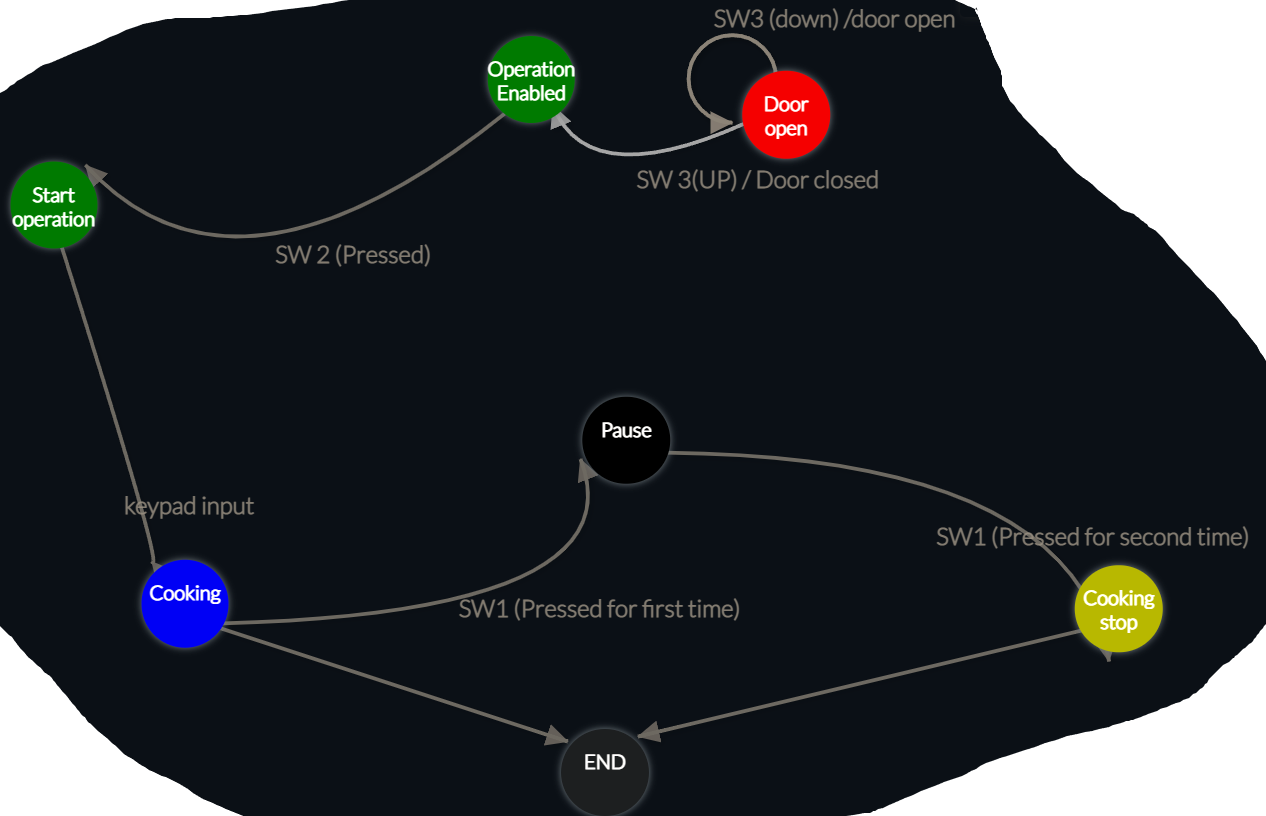 SW3 (down) /door open
Operation
Enabled
Door
open
SW 3(UP) / Door closed
Start
operation
SW 2 (Pressed)
Pause
keypad input
SW1 (Pressed for second time)
Cooking
SW1 (Pressed for first time)
Cooking
stop
END